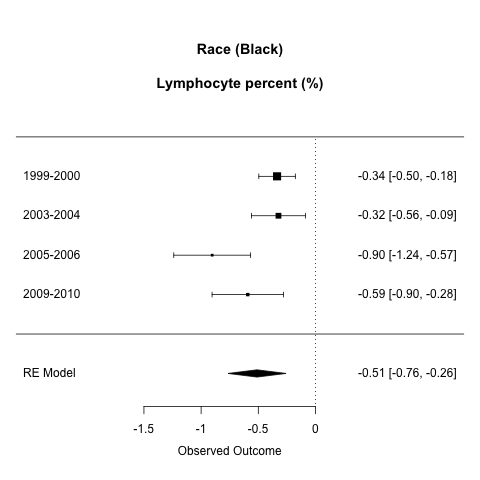 Race (Black)
Lymphocyte percent (%)
1999-2000 -0.34 [-0.50, -0.18]
2003-2004 -0.32 [-0.56, -0.09]
2005-2006 -0.90 [-1.24, -0.57]
2009-2010 -0.59 [-0.90, -0.28]
RE Model -0.51 [-0.76, -0.26]
-1.5 -1 -0.5 0
Observed Outcome